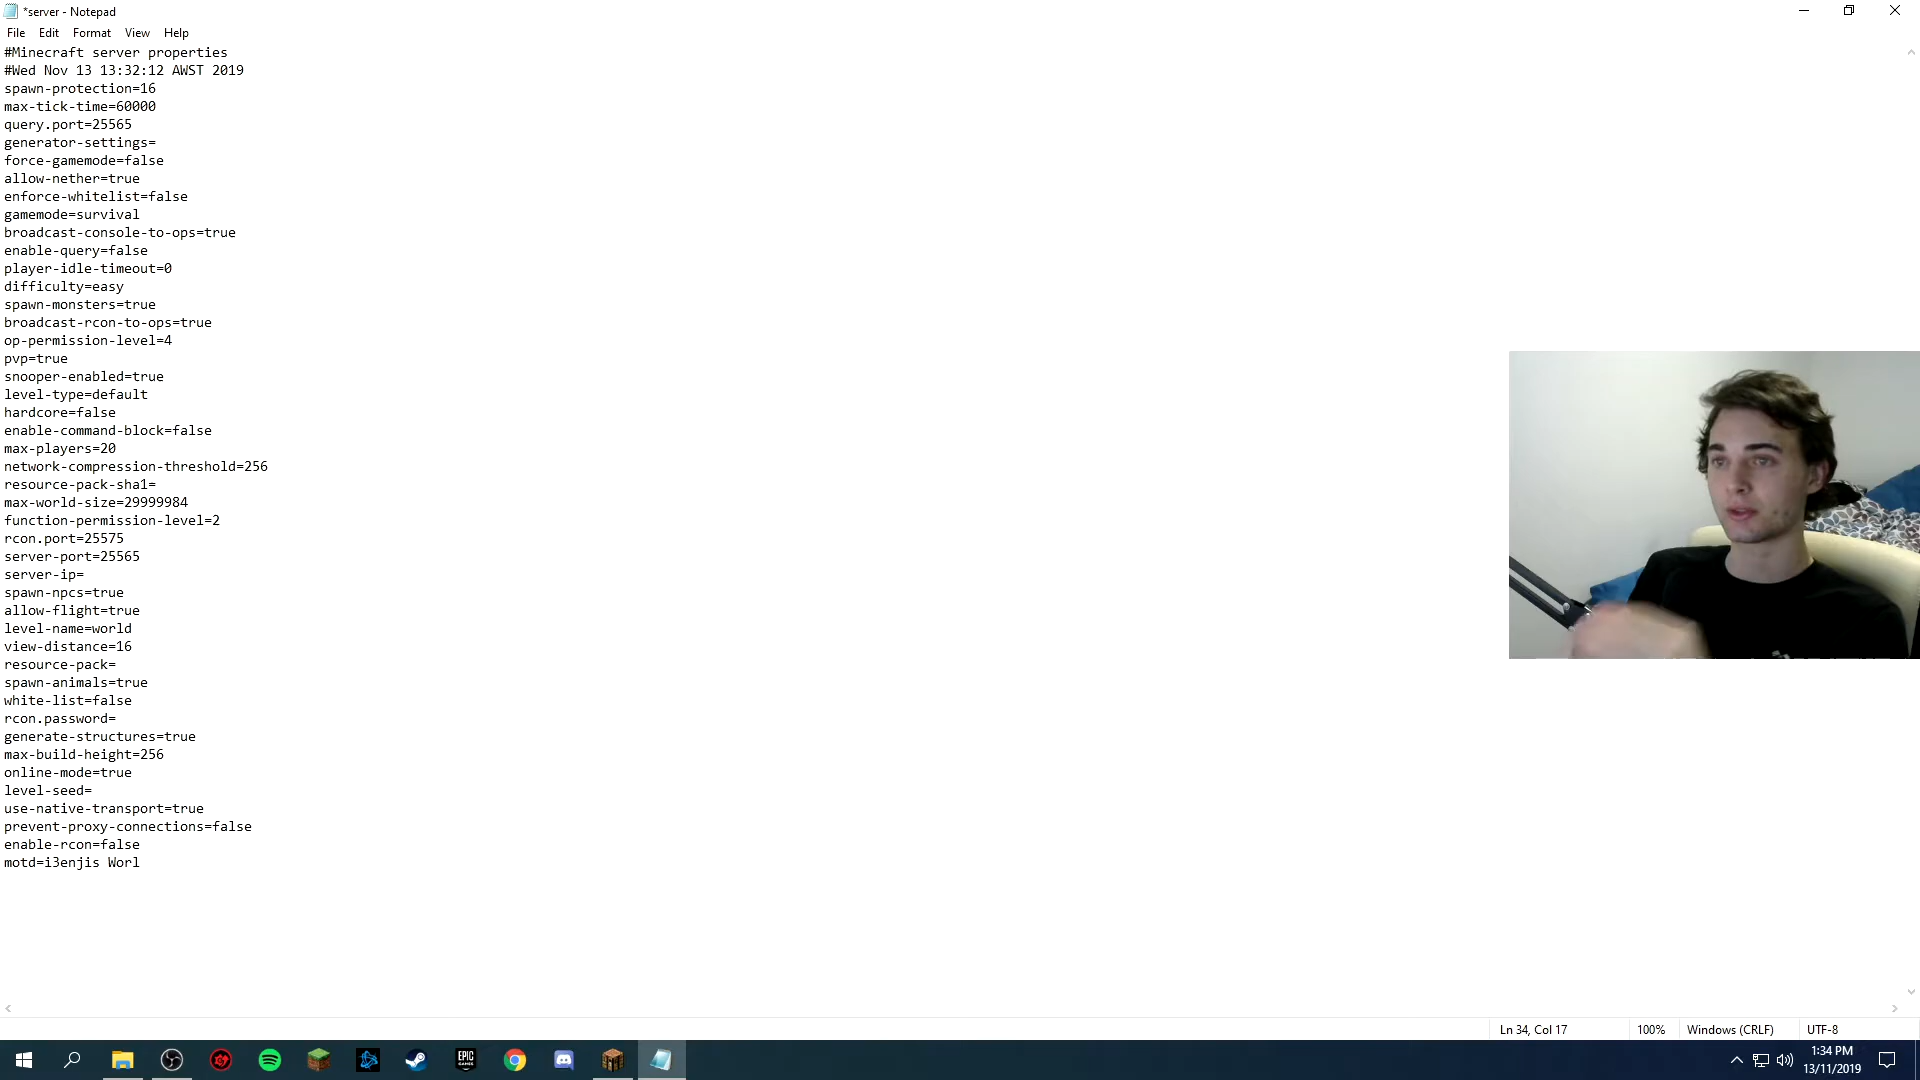 *server - Notepad
File Edit Format View Help
#Minecraft server properties
#Wed Nov 13 13:32:12 AWST 2019
spawn-protection=16
max-tick-time=60000
query.port=25565
generator-settings=
force-gamemode=false
allow-nether=true
enforce-whitelist=false
gamemode=survival
broadcast-console-to-ops=true
enable-query=false
player-idle-timeout=0
difficulty=easy
spawn-monsters=true
broadcast-rcon-to-ops=true
op-permission-level=4
pvp=true
snooper-enabled=true
level-type=default
hardcore=false
enable-command-block=false
max-players=20
network-compression-threshold=256
resource-pack-sha1=
max-world-size=29999984
function-permission-level=2
rcon.port=25575
server-port=25565
server-ip=
spawn-npcs=true
allow-flight=true
level-name=world
view-distance=16
resource-pack=
spawn-animals=true
white-list=false
rcon.password=
generate-structures=true
max-build-height=256
online-mode=true
level-seed=
use-native-transport=true
prevent-proxy-connections=false
enable-rcon=false
motd=i3enjis Worl
Ln 34, Col 17 100% Windows (CRLF) UTF-8
EPIC GAMES
1:34 PM
13/11/2019